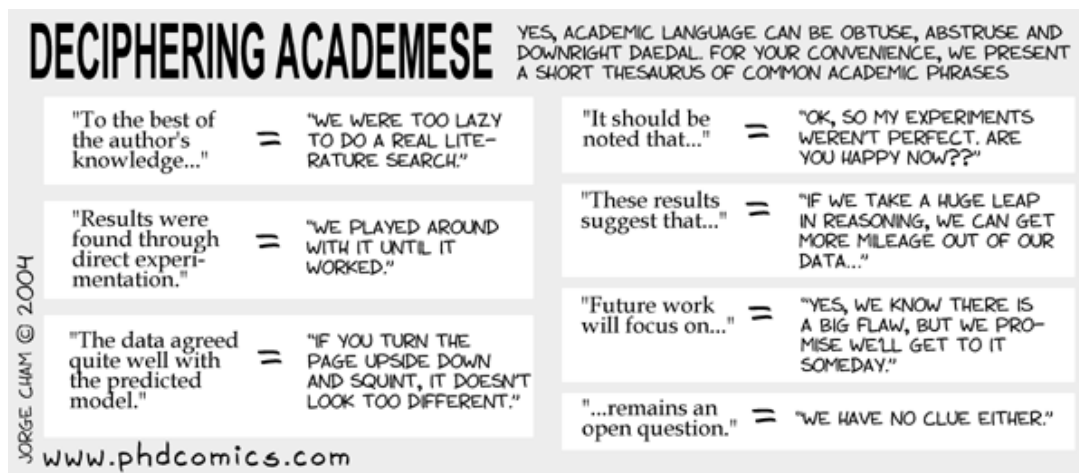 DECIPHERING ACADEMESE
YES, ACADEMIC LANGUAGE CAN BE OBTUSE, ABSTRUSE AND
DOWNRIGHT DAEDAL. FOR YOUR CONVENIENCE, WE PRESENT
A SHORT THESAURUS OF COMMON ACADEMIC PHRASES
"To the best of
the author's
knowledge..."
=
"WE WERE TOO LAZY
TO DO A REAL LITE-
RATURE SEARCH."
"Results were
found through
direct experi-
mentation."
=
"WE PLAYED AROUND
WITH IT UNTIL IT
WORKED."
"The data agreed
quite well with
the predicted
model."
=
"IF YOU TURN THE
PAGE UPSIDE DOWN
AND SQUINT, IT DOESN'T
LOOK TOO DIFFERENT."
"It should be
noted that..."
=
"OK, SO MY EXPERIMENTS
WEREN'T PERFECT. ARE
YOU HAPPY NOW??"
"These results
suggest that..."
=
"IF WE TAKE A HUGE LEAP
IN REASONING, WE CAN GET
MORE MILEAGE OUT OF OUR
DATA..."
"Future work
will focus on..."
=
"YES, WE KNOW THERE IS
A BIG FLAW, BUT WE PRO-
MISE WE'LL GET TO IT
SOMEDAY."
"...remains an
open question."
=
"WE HAVE NO CLUE EITHER."
JORGE CHAM © 2004
www.phdcomics.com